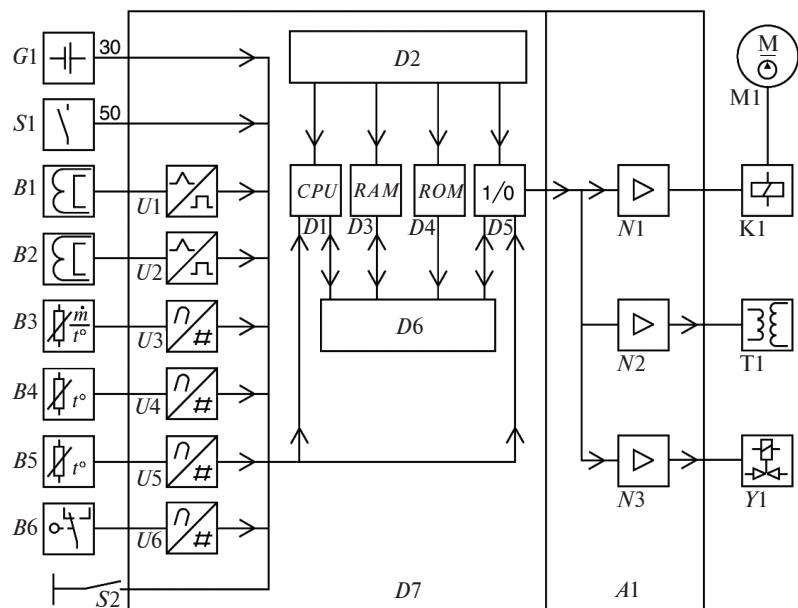 G1 30
D2
M
M1
S1 50
B1 U1
CPU RAM ROM 1/0
D1 D3 D4 D5
N1
K1
B2 U2
B3 ṁ
t° U3 #
D6
N2
T1
B4 t° U4 #
B5 t° U5 #
N3
Y1
B6 U6 #
S2
D7
A1